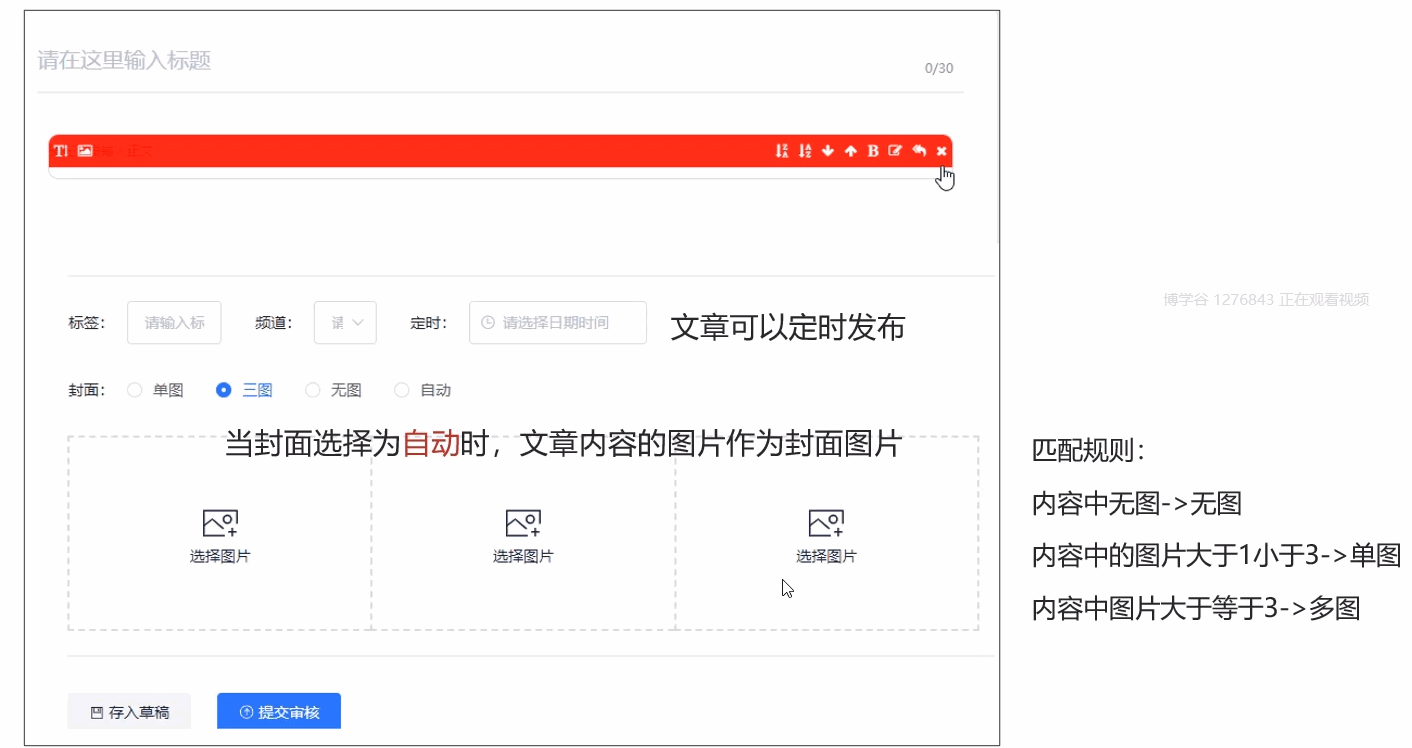 请在这里输入标题
0/30
标签： 请输入标 频道： 请 定时： 请选择日期时间 文章可以定时发布
博学谷 1276843 正在观看视频
封面： 单图 三图 无图 自动
当封面选择为自动时，文章内容的图片作为封面图片
选择图片 选择图片 选择图片
匹配规则：
内容中无图->无图
内容中的图片大于1小于3->单图
内容中图片大于等于3->多图
存入草稿 提交审核